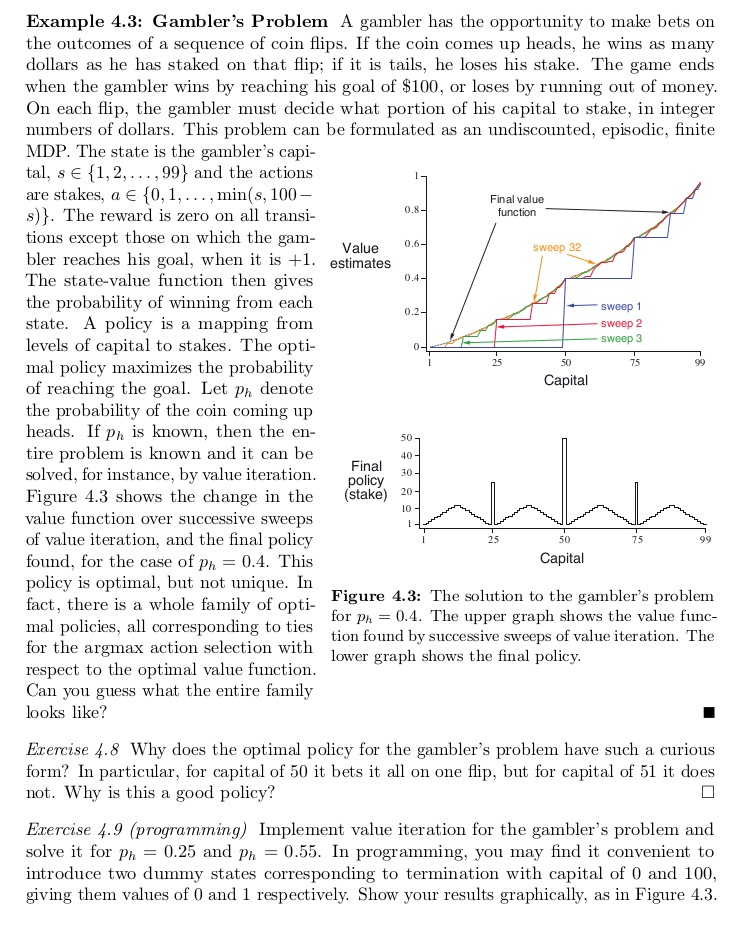 Example 4.3: Gambler's Problem A gambler has the opportunity to make bets on
the outcomes of a sequence of coin flips. If the coin comes up heads, he wins as many
dollars as he has staked on that flip; if it is tails, he loses his stake. The game ends
when the gambler wins by reaching his goal of $100, or loses by running out of money.
On each flip, the gambler must decide what portion of his capital to stake, in integer
numbers of dollars. This problem can be formulated as an undiscounted, episodic, finite
MDP. The state is the gambler's capi-
tal, s ∈ {1, 2, . . . , 99} and the actions
are stakes, a ∈ {0, 1, . . . , min(s, 100 −
s)}. The reward is zero on all transi-
tions except those on which the gam-
bler reaches his goal, when it is +1.
The state-value function then gives
the probability of winning from each
state. A policy is a mapping from
levels of capital to stakes. The opti-
mal policy maximizes the probability
of reaching the goal. Let pₕ denote
the probability of the coin coming up
heads. If pₕ is known, then the en-
tire problem is known and it can be
solved, for instance, by value iteration.
Figure 4.3 shows the change in the
value function over successive sweeps
of value iteration, and the final policy
found, for the case of pₕ = 0.4. This
policy is optimal, but not unique. In
fact, there is a whole family of opti-
mal policies, all corresponding to ties
for the argmax action selection with
respect to the optimal value function.
Can you guess what the entire family
looks like?
1
0.8
0.6
0.4
0.2
0
Value
estimates
Final value
function
sweep 32
sweep 1
sweep 2
sweep 3
1 25 50 75 99
Capital
50
40
30
20
10
1
Final
policy
(stake)
1 25 50 75 99
Capital
Figure 4.3: The solution to the gambler's problem
for pₕ = 0.4. The upper graph shows the value func-
tion found by successive sweeps of value iteration. The
lower graph shows the final policy.
■
Exercise 4.8 Why does the optimal policy for the gambler's problem have such a curious
form? In particular, for capital of 50 it bets it all on one flip, but for capital of 51 it does
not. Why is this a good policy? □
Exercise 4.9 (programming) Implement value iteration for the gambler's problem and
solve it for pₕ = 0.25 and pₕ = 0.55. In programming, you may find it convenient to
introduce two dummy states corresponding to termination with capital of 0 and 100,
giving them values of 0 and 1 respectively. Show your results graphically, as in Figure 4.3.